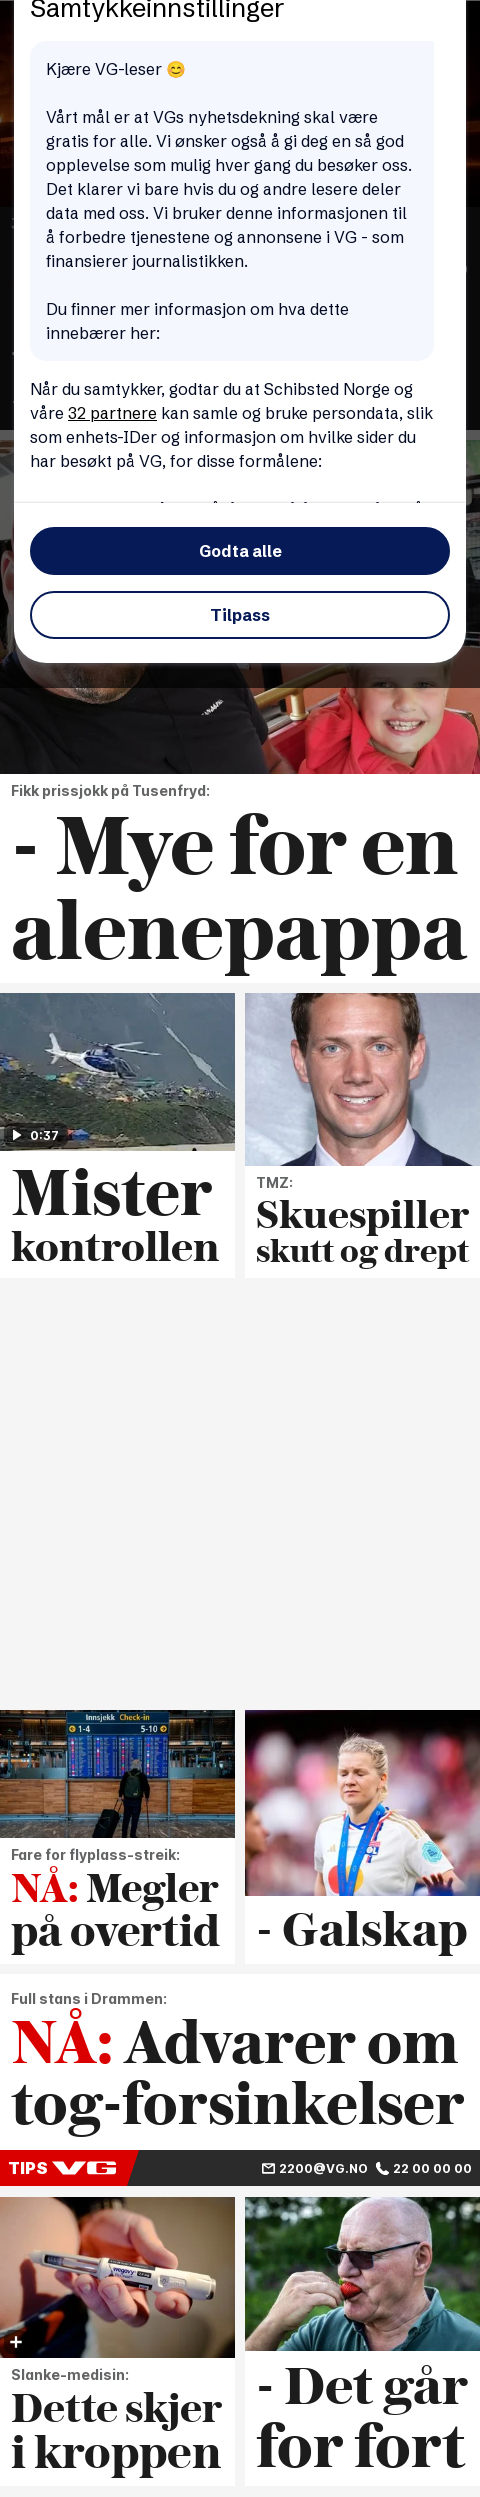 Samtykkeinnstillinger
Kjære VG-leser 😊
Vårt mål er at VGs nyhetsdekning skal være
gratis for alle. Vi ønsker også å gi deg en så god
opplevelse som mulig hver gang du besøker oss.
Det klarer vi bare hvis du og andre lesere deler
data med oss. Vi bruker denne informasjonen til
å forbedre tjenestene og annonsene i VG - som
finansierer journalistikken.
Du finner mer informasjon om hva dette
innebærer her:
Når du samtykker, godtar du at Schibsted Norge og
våre 32 partnere kan samle og bruke persondata, slik
som enhets-IDer og informasjon om hvilke sider du
har besøkt på VG, for disse formålene:
Godta alle
Tilpass
Fikk prissjokk på Tusenfryd:
- Mye for en
alenepappa
0:37
Mister
kontrollen
TMZ:
Skuespiller
skutt og drept
Innsjekk Check-in
1-4 5-10
Fare for flyplass-streik:
NÅ: Megler
på overtid
- Galskap
Full stans i Drammen:
NÅ: Advarer om
tog-forsinkelser
TIPS VG 2200@VG.NO 22 00 00 00
wegovy
Slanke-medisin:
Dette skjer
i kroppen
- Det går
for fort